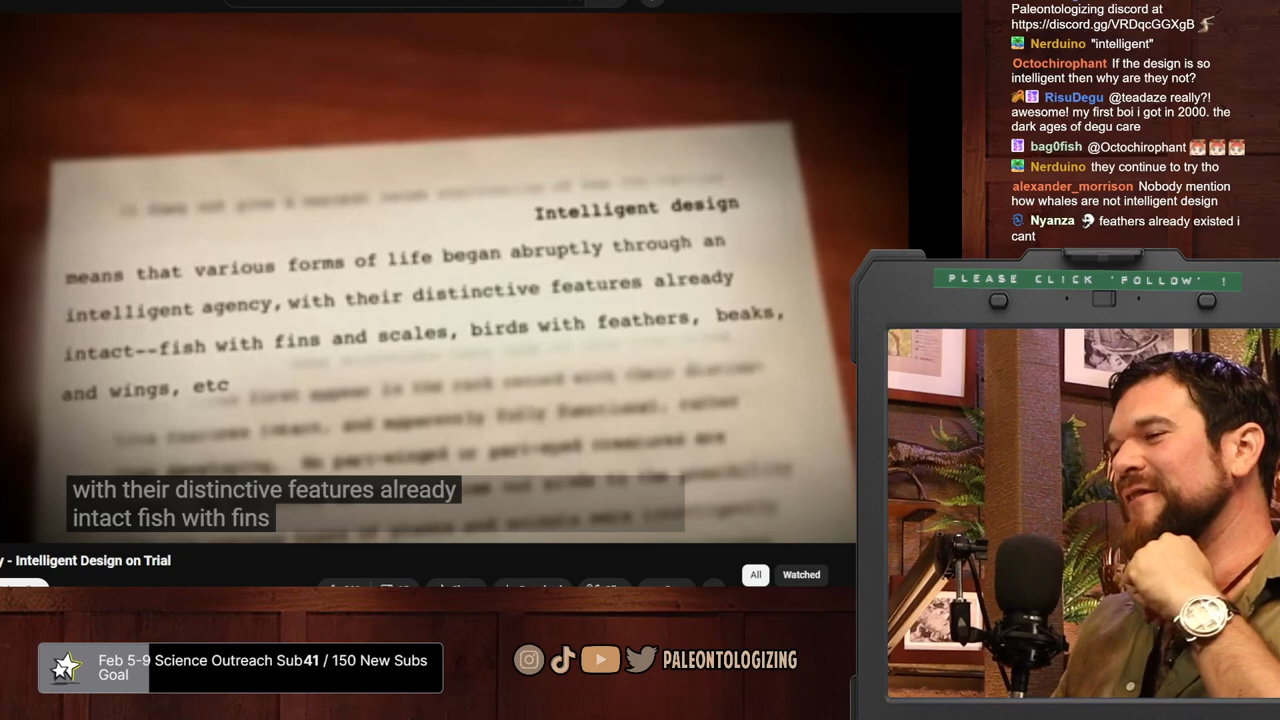 Intelligent design
means that various forms of life began abruptly through an
intelligent agency, with their distinctive features already
intact--fish with fins and scales, birds with feathers, beaks,
and wings, etc
with their distinctive features already
intact fish with fins
- Intelligent Design on Trial
All
Watched
Feb 5-9 Science Outreach Sub
Goal
41 / 150 New Subs
PALEONTOLOGIZING
Paleontologizing discord at
https://discord.gg/VRDqcGGXgB
Nerduino "intelligent"
Octochirophant If the design is so
intelligent then why are they not?
RisuDegu @teadaze really?!
awesome! my first boi i got in 2000. the
dark ages of degu care
bag0fish @Octochirophant
Nerduino they continue to try tho
alexander_morrison Nobody mention
how whales are not intelligent design
Nyanza feathers already existed i
cant
PLEASE CLICK "FOLLOW" !